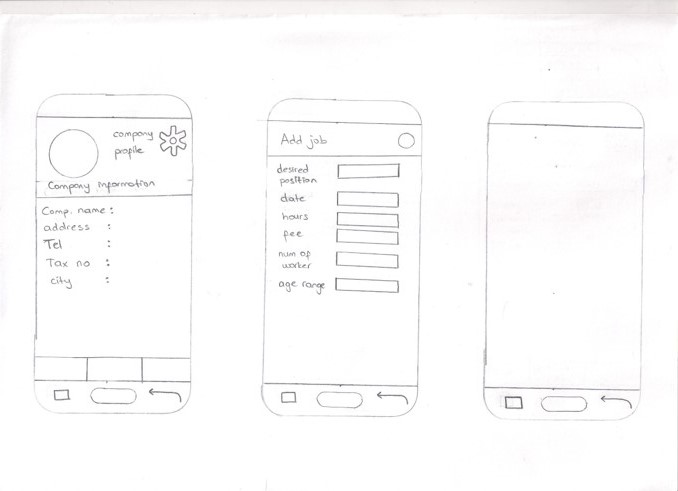 company
profile
Company information
Comp. name :
address :
Tel :
Tax no :
city :
Add job
desired
position
date
hours
fee
num of
worker
age range